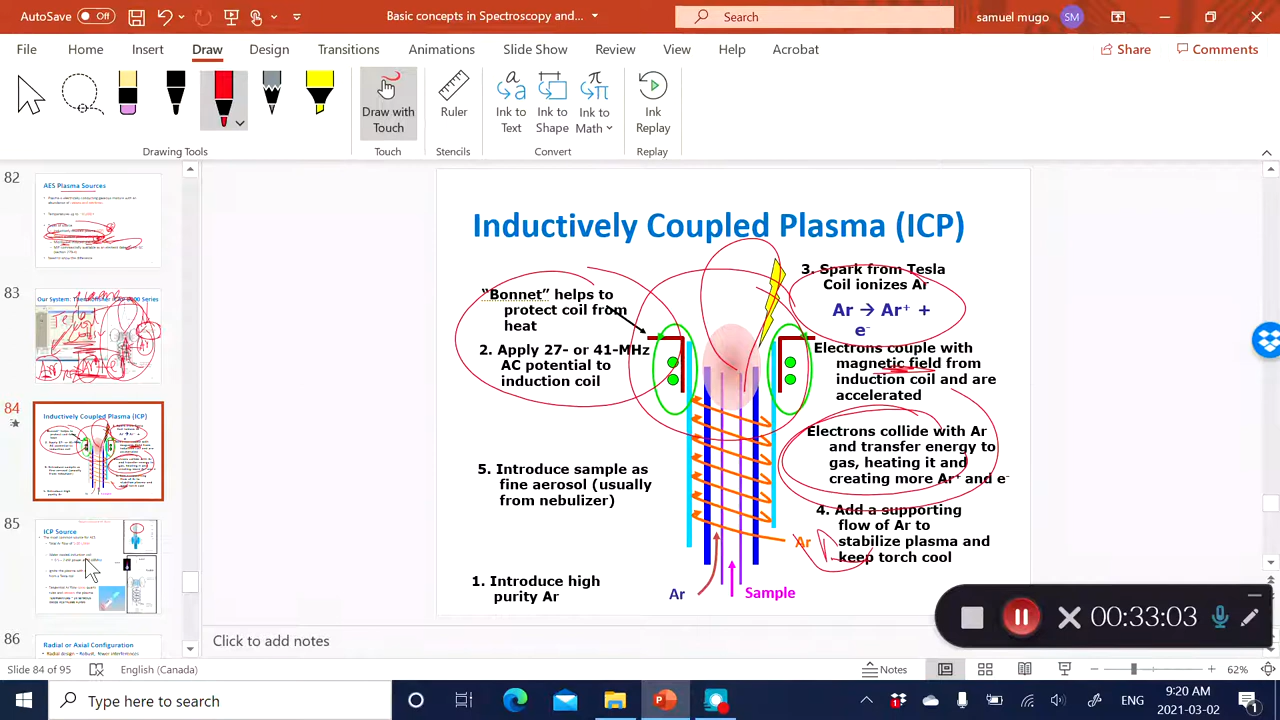 AutoSave Off
Basic concepts in Spectroscopy and...
Search
samuel mugo
SM
File Home Insert Draw Design Transitions Animations Slide Show Review View Help Acrobat
Share
Comments
Draw with
Touch
Ruler
Ink to
Text
Ink to
Shape
Ink to
Math
Ink
Replay
Drawing Tools
Touch
Stencils
Convert
Replay
82
AES Plasma Sources
83
84
Inductively Coupled Plasma (ICP)
85
ICP Source
86
Radial or Axial Configuration
Inductively Coupled Plasma (ICP)
"Bonnet" helps to
protect coil from
heat
2. Apply 27- or 41-MHz
AC potential to
induction coil
5. Introduce sample as
fine aerosol (usually
from nebulizer)
1. Introduce high
purity Ar
Ar
Sample
Ar
3. Spark from Tesla
Coil ionizes Ar
Ar → Ar⁺ +
e⁻
Electrons couple with
magnetic field from
induction coil and are
accelerated
Electrons collide with Ar
and transfer energy to
gas, heating it and
creating more Ar⁺ and e⁻
4. Add a supporting
flow of Ar to
stabilize plasma and
keep torch cool
00:33:03
Click to add notes
Slide 84 of 95
English (Canada)
Notes
62%
Type here to search
ENG
9:20 AM
2021-03-02
1